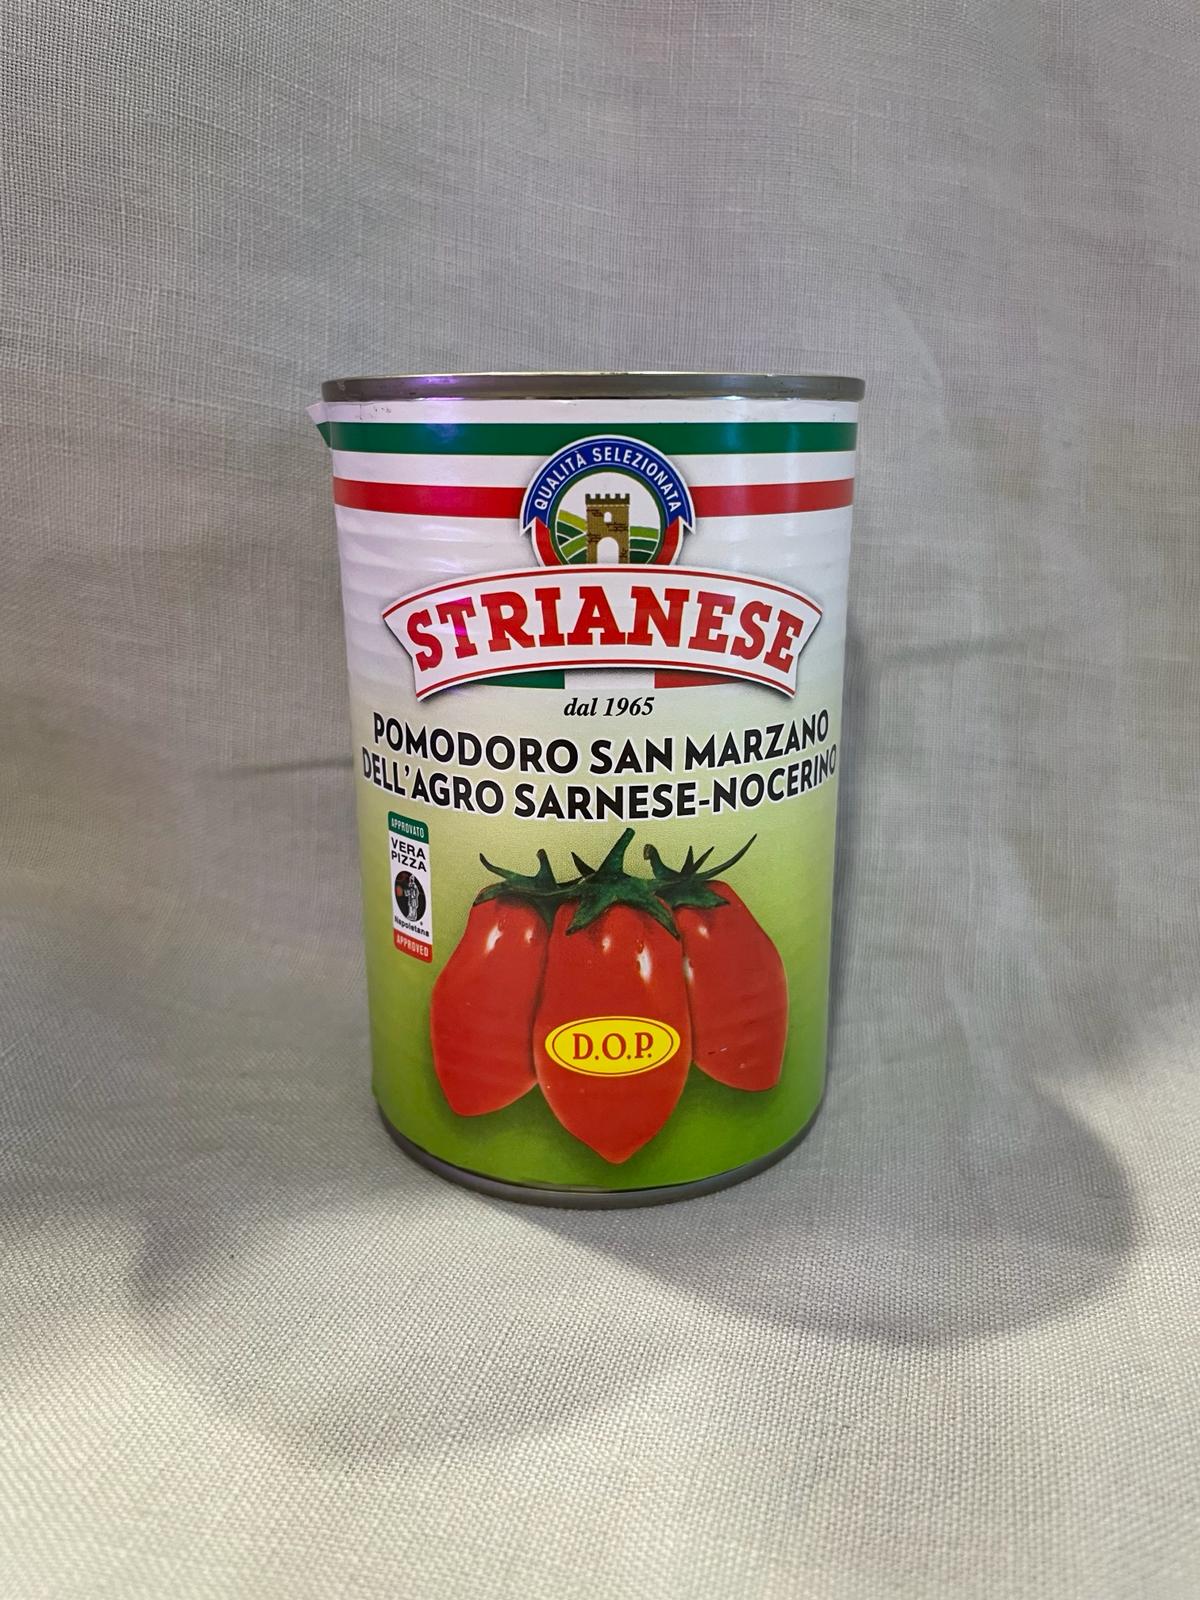 QUALITÀ SELEZIONATA
STRIANESE
dal 1965
POMODORO SAN MARZANO
DELL'AGRO SARNESE-NOCERINO
APPROVATO
VERA
PIZZA
Napoletana
APPROVED
D.O.P.